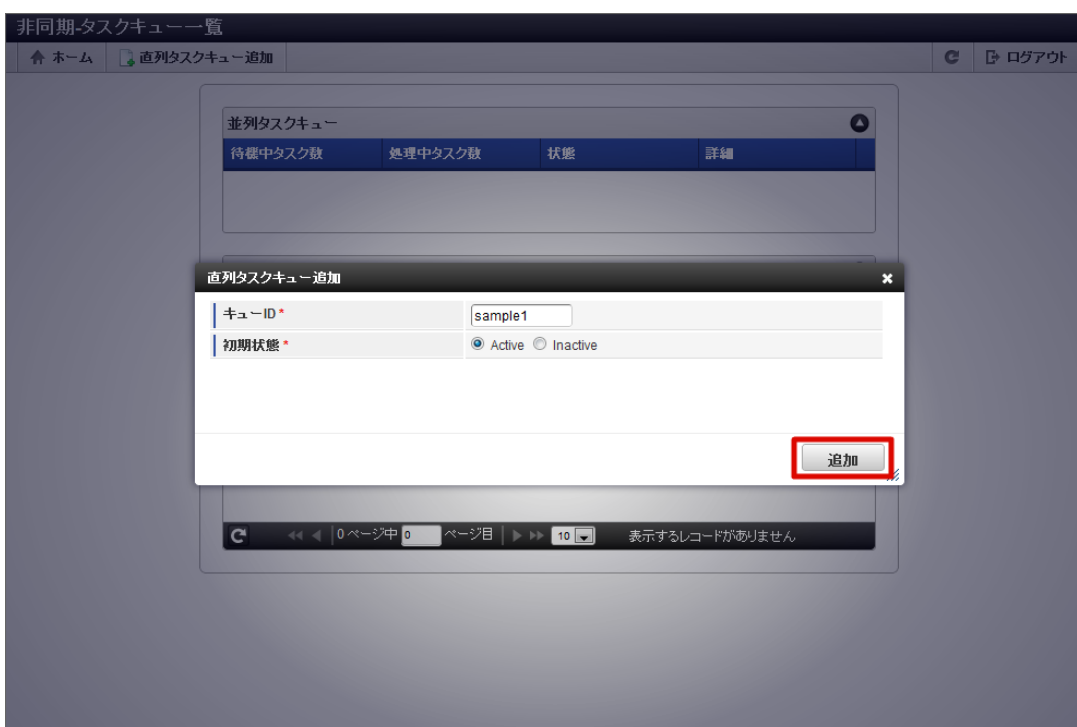 非同期-タスクキュー一覧
ホーム 直列タスクキュー追加 ログアウト
並列タスクキュー
待機中タスク数 処理中タスク数 状態 詳細
直列タスクキュー追加
キューID *
sample1
初期状態 *
Active Inactive
追加
0 ページ中 0 ページ目 10 表示するレコードがありません